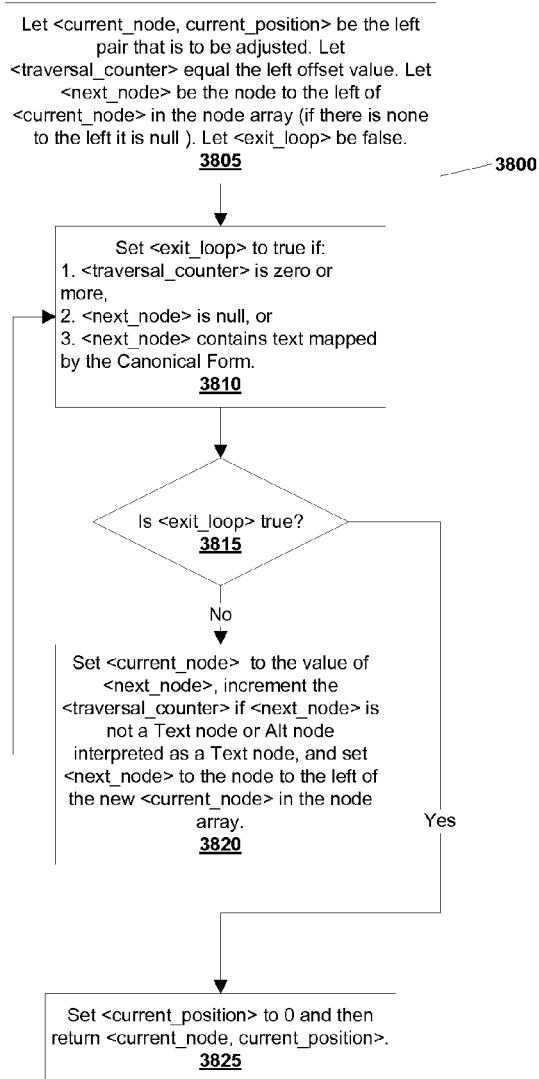 Let <current_node, current_position> be the left
pair that is to be adjusted. Let
<traversal_counter> equal the left offset value. Let
<next_node> be the node to the left of
<current_node> in the node array (if there is none
to the left it is null ). Let <exit_loop> be false.
3805
3800
Set <exit_loop> to true if:
1. <traversal_counter> is zero or
more,
2. <next_node> is null, or
3. <next_node> contains text mapped
by the Canonical Form.
3810
Is <exit_loop> true?
3815
No
Set <current_node> to the value of
<next_node>, increment the
<traversal_counter> if <next_node> is
not a Text node or Alt node
interpreted as a Text node, and set
<next_node> to the node to the left of
the new <current_node> in the node
array.
3820
Yes
Set <current_position> to 0 and then
return <current_node, current_position>.
3825